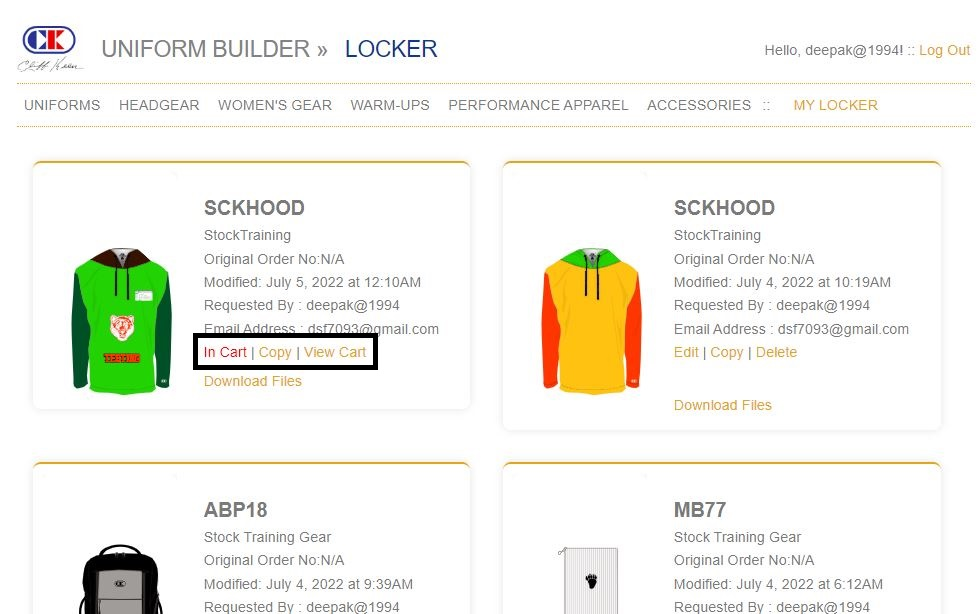 CK
Cliff Keen
UNIFORM BUILDER » LOCKER
Hello, deepak@1994! :: Log Out
UNIFORMS HEADGEAR WOMEN'S GEAR WARM-UPS PERFORMANCE APPAREL ACCESSORIES :: MY LOCKER
SCKHOOD
StockTraining
Original Order No:N/A
Modified: July 5, 2022 at 12:10AM
Requested By : deepak@1994
Email Address : dsf7093@gmail.com
In Cart | Copy | View Cart
Download Files
SCKHOOD
StockTraining
Original Order No:N/A
Modified: July 4, 2022 at 10:19AM
Requested By : deepak@1994
Email Address : dsf7093@gmail.com
Edit | Copy | Delete
Download Files
ABP18
Stock Training Gear
Original Order No:N/A
Modified: July 4, 2022 at 9:39AM
Requested By : deepak@1994
MB77
Stock Training Gear
Original Order No:N/A
Modified: July 4, 2022 at 6:12AM
Requested By : deepak@1994